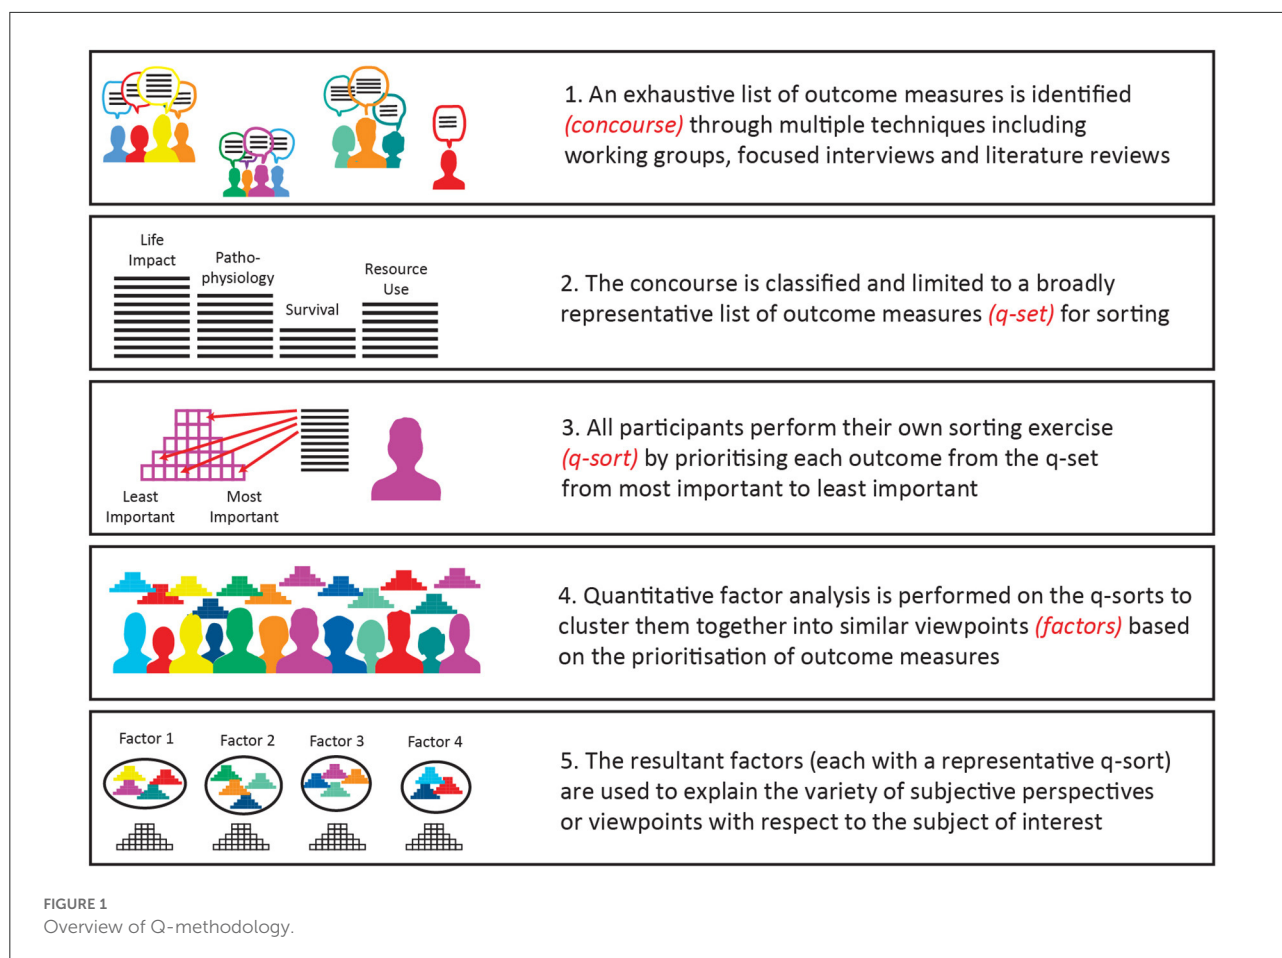 1. An exhaustive list of outcome measures is identified
(concourse) through multiple techniques including
working groups, focused interviews and literature reviews
Life
Impact
Patho-
physiology
Survival
Resource
Use
2. The concourse is classified and limited to a broadly
representative list of outcome measures (q-set) for sorting
Least
Important
Most
Important
3. All participants perform their own sorting exercise
(q-sort) by prioritising each outcome from the q-set
from most important to least important
4. Quantitative factor analysis is performed on the q-sorts to
cluster them together into similar viewpoints (factors) based
on the prioritisation of outcome measures
Factor 1
Factor 2
Factor 3
Factor 4
5. The resultant factors (each with a representative q-sort)
are used to explain the variety of subjective perspectives
or viewpoints with respect to the subject of interest
FIGURE 1
Overview of Q-methodology.